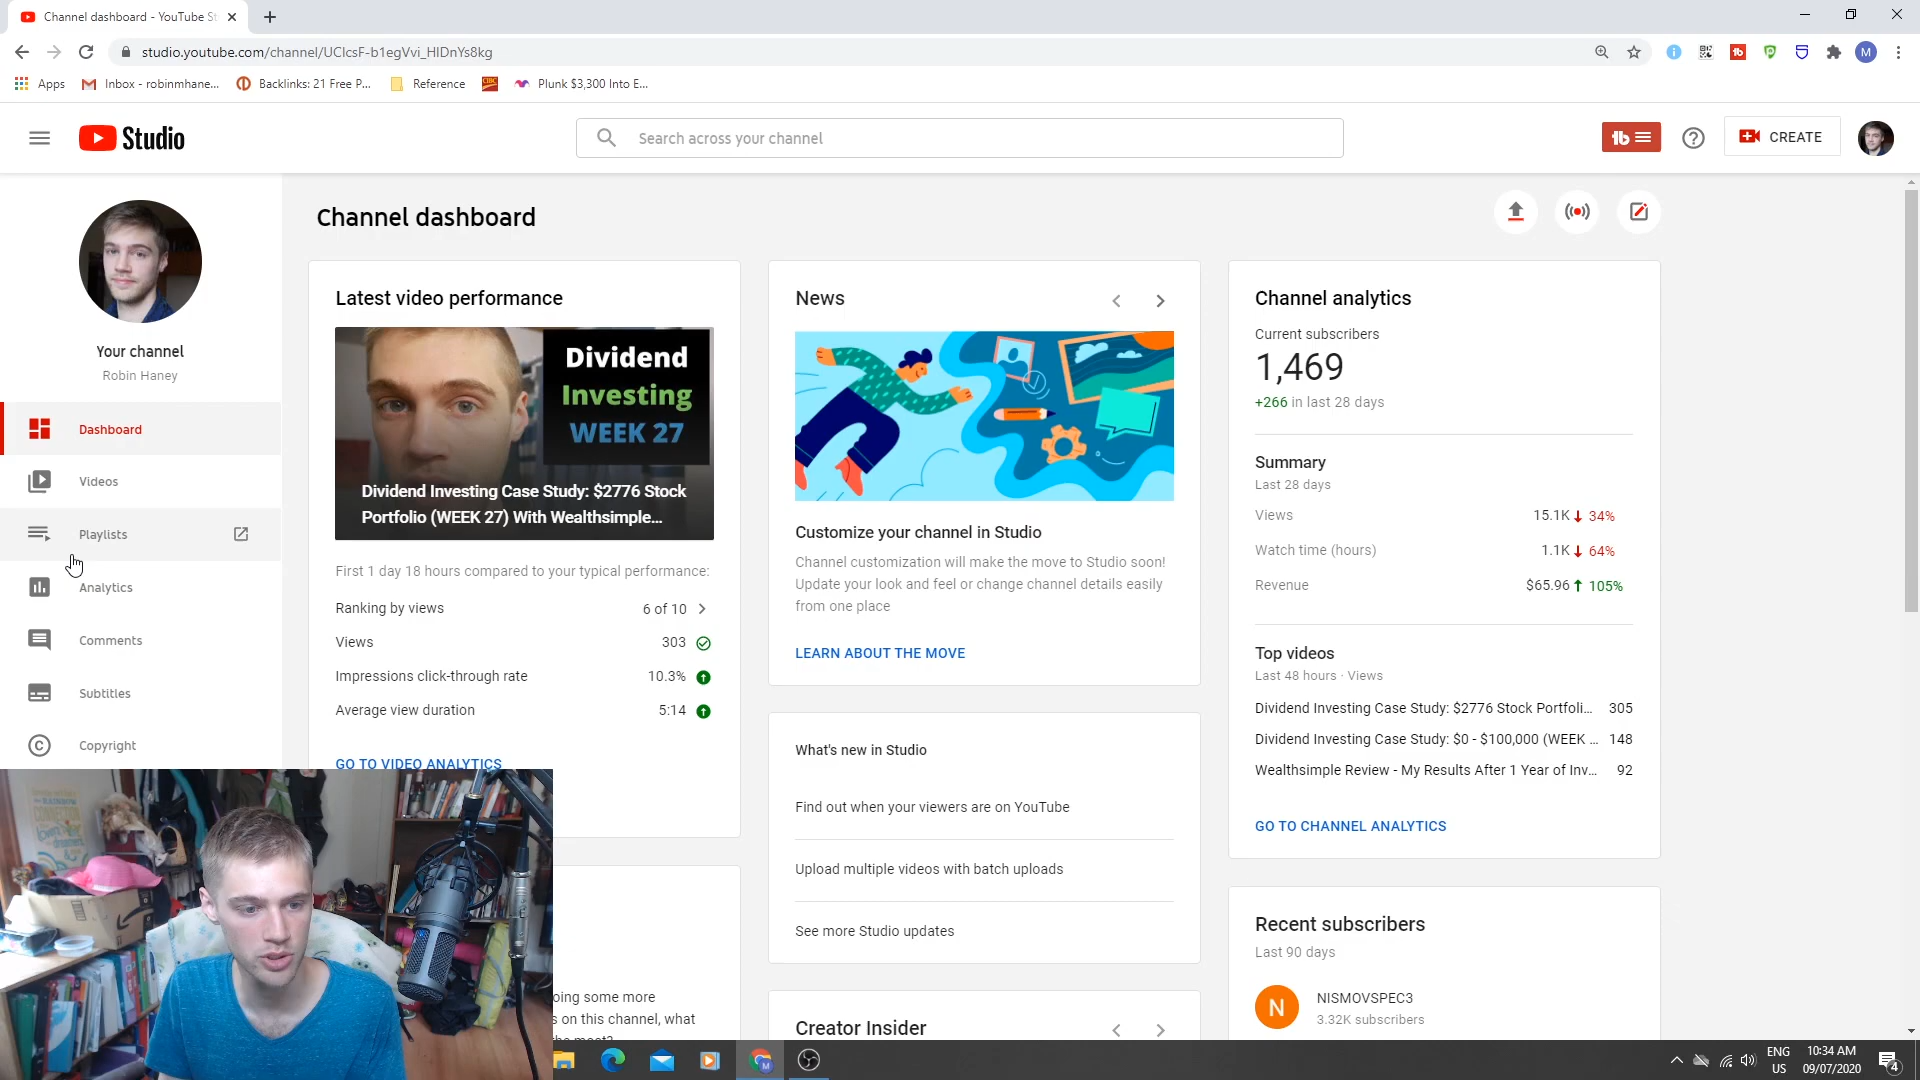 Channel dashboard - YouTube St
studio.youtube.com/channel/UCIcsF-b1egVvi_HIDnYs8kg
M
Apps
Inbox - robinmhane...
Backlinks: 21 Free P...
Reference
CIBC
Plunk $3,300 Into E...
Studio
Search across your channel
CREATE
Your channel
Robin Haney
Dashboard
Videos
Playlists
Analytics
Comments
Subtitles
Copyright
Channel dashboard
Latest video performance
Dividend
Investing
WEEK 27
Dividend Investing Case Study: $2776 Stock
Portfolio (WEEK 27) With Wealthsimple...
First 1 day 18 hours compared to your typical performance:
Ranking by views 6 of 10
Views 303
Impressions click-through rate 10.3%
Average view duration 5:14
GO TO VIDEO ANALYTICS
oing some more
s on this channel, what
News
Customize your channel in Studio
Channel customization will make the move to Studio soon!
Update your look and feel or change channel details easily
from one place
LEARN ABOUT THE MOVE
What's new in Studio
Find out when your viewers are on YouTube
Upload multiple videos with batch uploads
See more Studio updates
Creator Insider
Channel analytics
Current subscribers
1,469
+266 in last 28 days
Summary
Last 28 days
Views 15.1K 34%
Watch time (hours) 1.1K 64%
Revenue $65.96 105%
Top videos
Last 48 hours · Views
Dividend Investing Case Study: $2776 Stock Portfoli... 305
Dividend Investing Case Study: $0 - $100,000 (WEEK ... 148
Wealthsimple Review - My Results After 1 Year of Inv... 92
GO TO CHANNEL ANALYTICS
Recent subscribers
Last 90 days
N
NISMOVSPEC3
3.32K subscribers
ENG
US
10:34 AM
09/07/2020
4